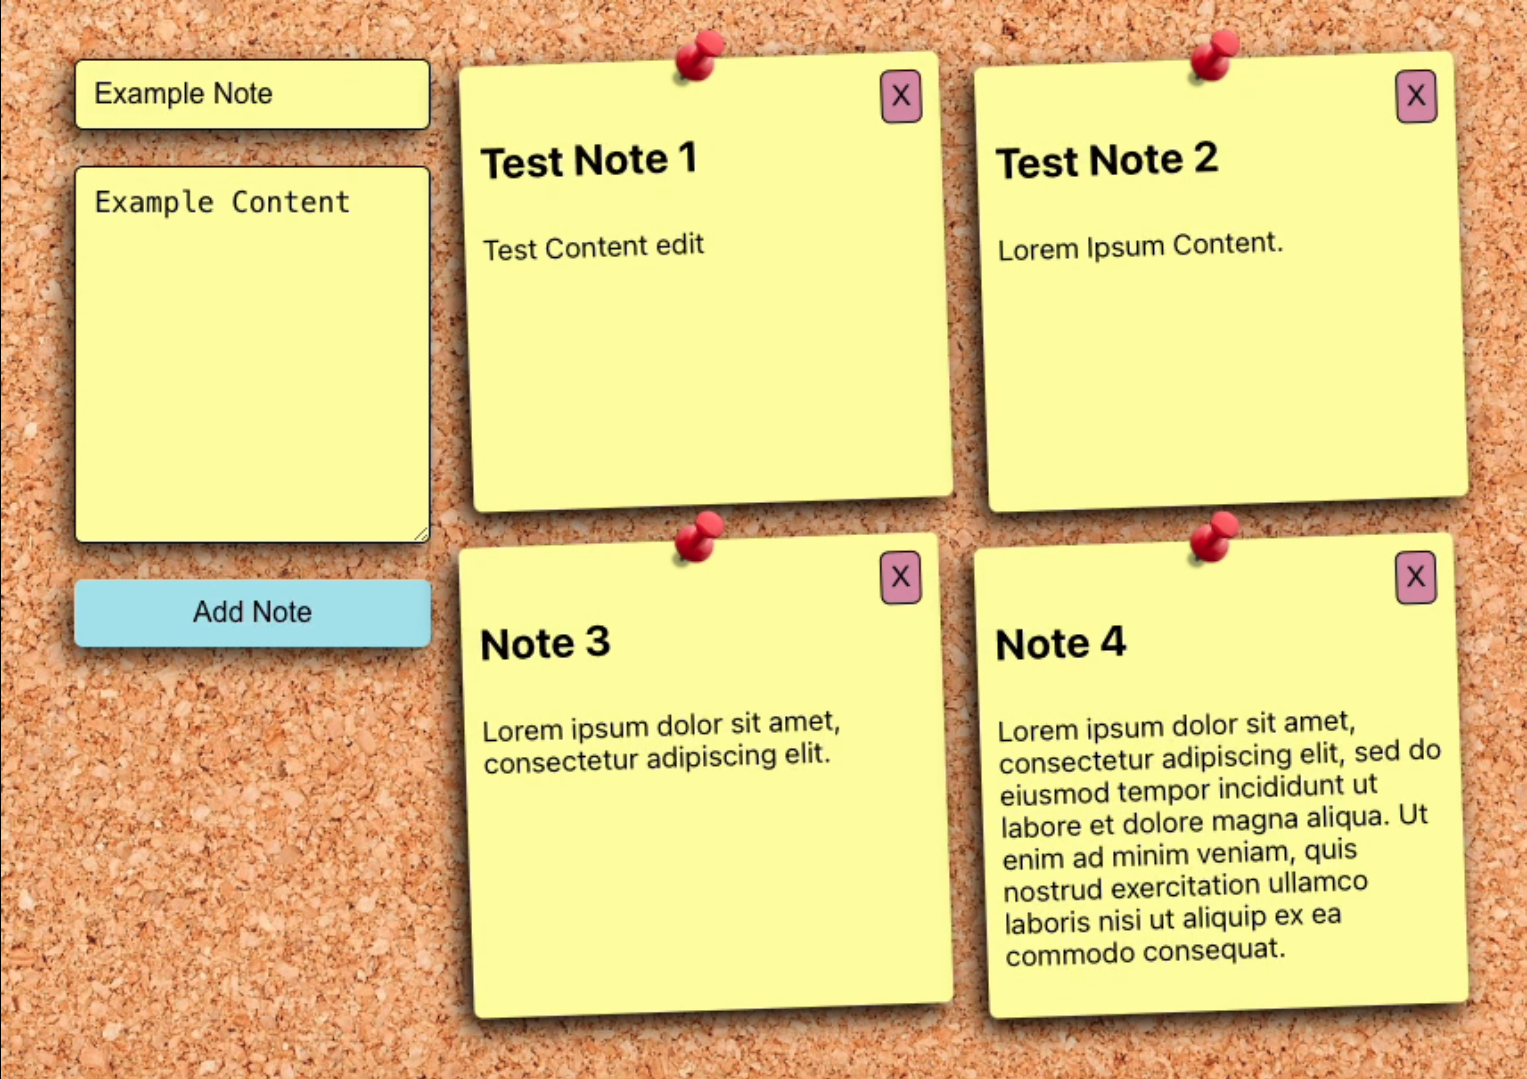 Example Note
Example Content
Add Note
X
Test Note 1
Test Content edit
X
Test Note 2
Lorem Ipsum Content.
X
Note 3
Lorem ipsum dolor sit amet,
consectetur adipiscing elit.
X
Note 4
Lorem ipsum dolor sit amet,
consectetur adipiscing elit, sed do
eiusmod tempor incididunt ut
labore et dolore magna aliqua. Ut
enim ad minim veniam, quis
nostrud exercitation ullamco
laboris nisi ut aliquip ex ea
commodo consequat.